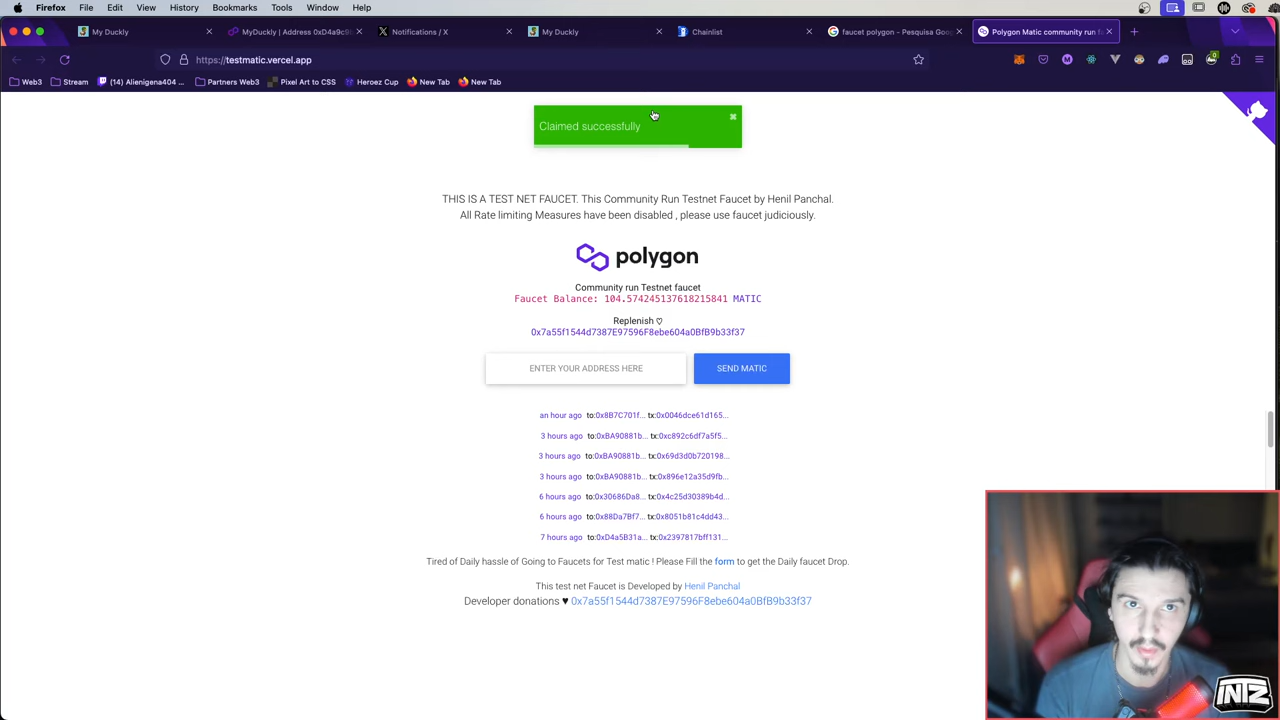 Firefox File Edit View History Bookmarks Tools Window Help
My Duckly
MyDuckly | Address 0xD4a9c9b
Notifications / X
My Duckly
Chainlist
faucet polygon - Pesquisa Goog
Polygon Matic community run f
https://testmatic.vercel.app
Web3
Stream
(14) Alienigena404 ...
Partners Web3
Pixel Art to CSS
Heroez Cup
New Tab
New Tab
Claimed successfully
THIS IS A TEST NET FAUCET. This Community Run Testnet Faucet by Henil Panchal.
All Rate limiting Measures have been disabled , please use faucet judiciously.
polygon
Community run Testnet faucet
Faucet Balance: 104.574245137618215841 MATIC
Replenish ♡
0x7a55f1544d7387E97596F8ebe604a0BfB9b33f37
ENTER YOUR ADDRESS HERE
SEND MATIC
an hour ago to:0x8B7C701f... tx:0x0046dce61d165...
3 hours ago to:0xBA90881b... tx:0xc892c6df7a5f5...
3 hours ago to:0xBA90881b... tx:0x69d3d0b720198...
3 hours ago to:0xBA90881b... tx:0x896e12a35d9fb...
6 hours ago to:0x30686Da8... tx:0x4c25d30389b4d...
6 hours ago to:0x88Da7Bf7... tx:0x8051b81c4dd43...
7 hours ago to:0xD4a5B31a... tx:0x2397817bff131...
Tired of Daily hassle of Going to Faucets for Test matic ! Please Fill the form to get the Daily faucet Drop.
This test net Faucet is Developed by Henil Panchal
Developer donations ♥ 0x7a55f1544d7387E97596F8ebe604a0BfB9b33f37
INTZ